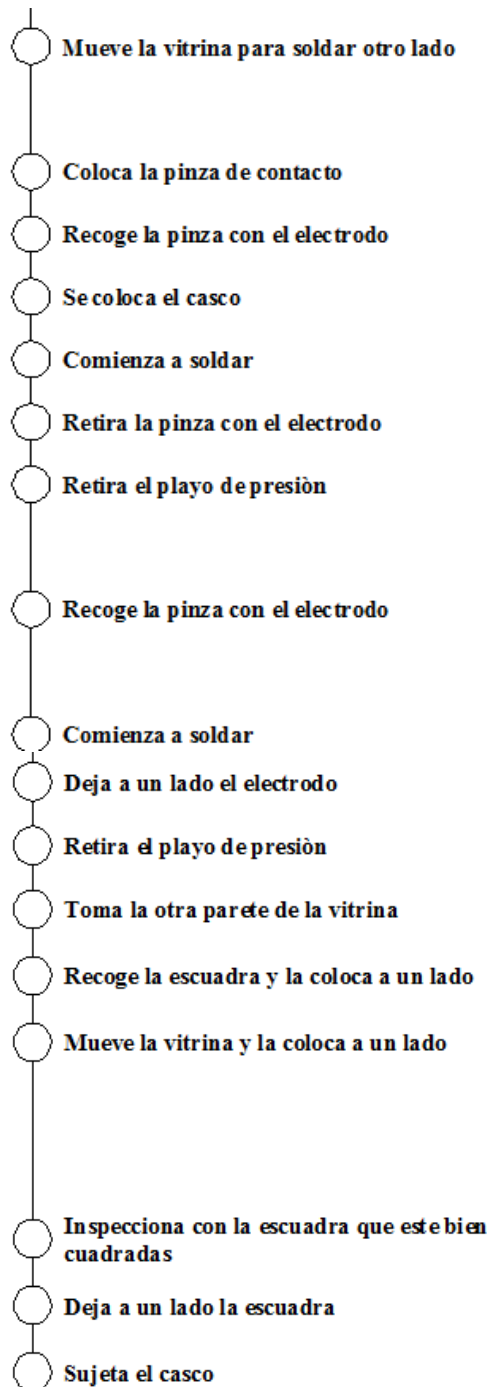 Mueve la vitrina para soldar otro lado
Coloca la pinza de contacto
Recoge la pinza con el electrodo
Se coloca el casco
Comienza a soldar
Retira la pinza con el electrodo
Retira el playo de presiòn
Recoge la pinza con el electrodo
Comienza a soldar
Deja a un lado el electrodo
Retira el playo de presiòn
Toma la otra parete de la vitrina
Recoge la escuadra y la coloca a un lado
Mueve la vitrina y la coloca a un lado
Inspecciona con la escuadra que este bien
cuadradas
Deja a un lado la escuadra
Sujeta el casco